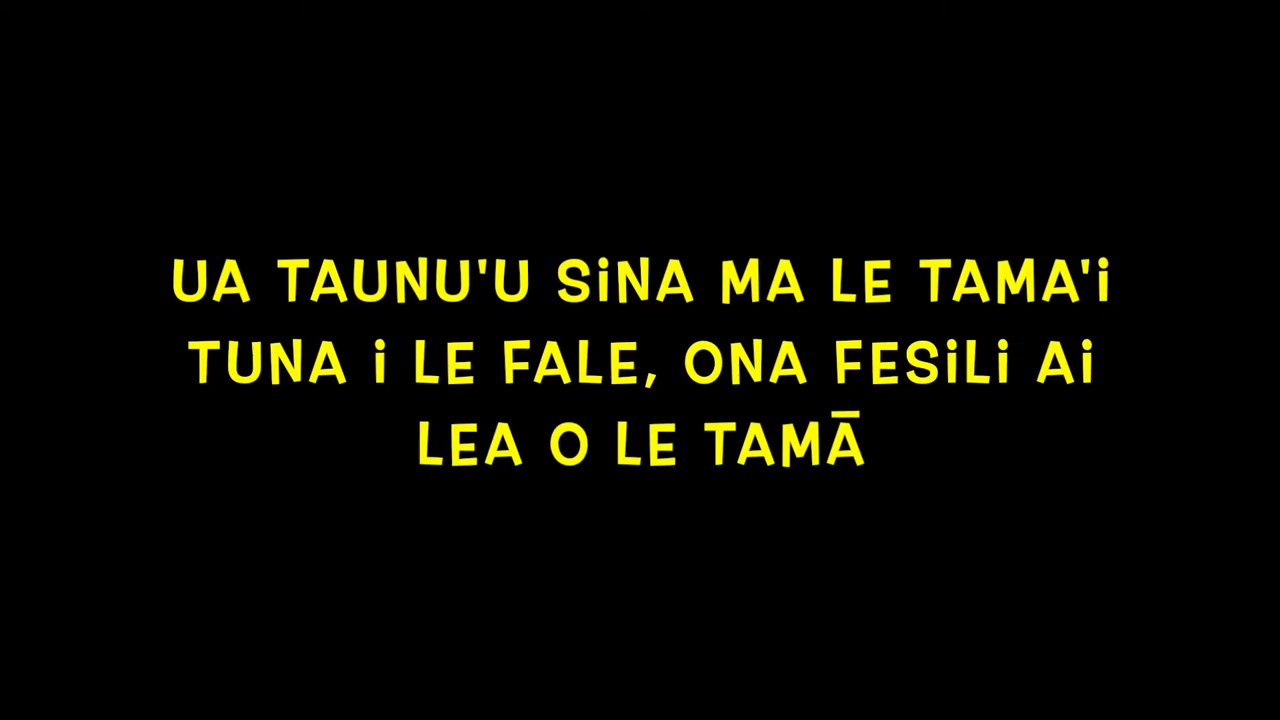 UA TAUNU'U SINA MA LE TAMA'I
TUNA I LE FALE, ONA FESILI AI
LEA O LE TAMĀ